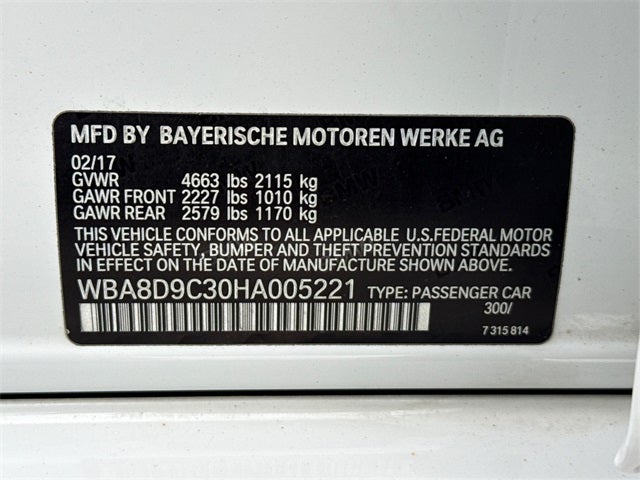 MFD BY BAYERISCHE MOTOREN WERKE AG
02/17
GVWR 4663 lbs 2115 kg
GAWR FRONT 2227 lbs 1010 kg
GAWR REAR 2579 lbs 1170 kg
THIS VEHICLE CONFORMS TO ALL APPLICABLE U.S.FEDERAL MOTOR
VEHICLE SAFETY, BUMPER AND THEFT PREVENTION STANDARDS
IN EFFECT ON THE DATE OF MANUFACTURE SHOWN ABOVE.
WBA8D9C30HA005221 TYPE: PASSENGER CAR
300/
7 315 814